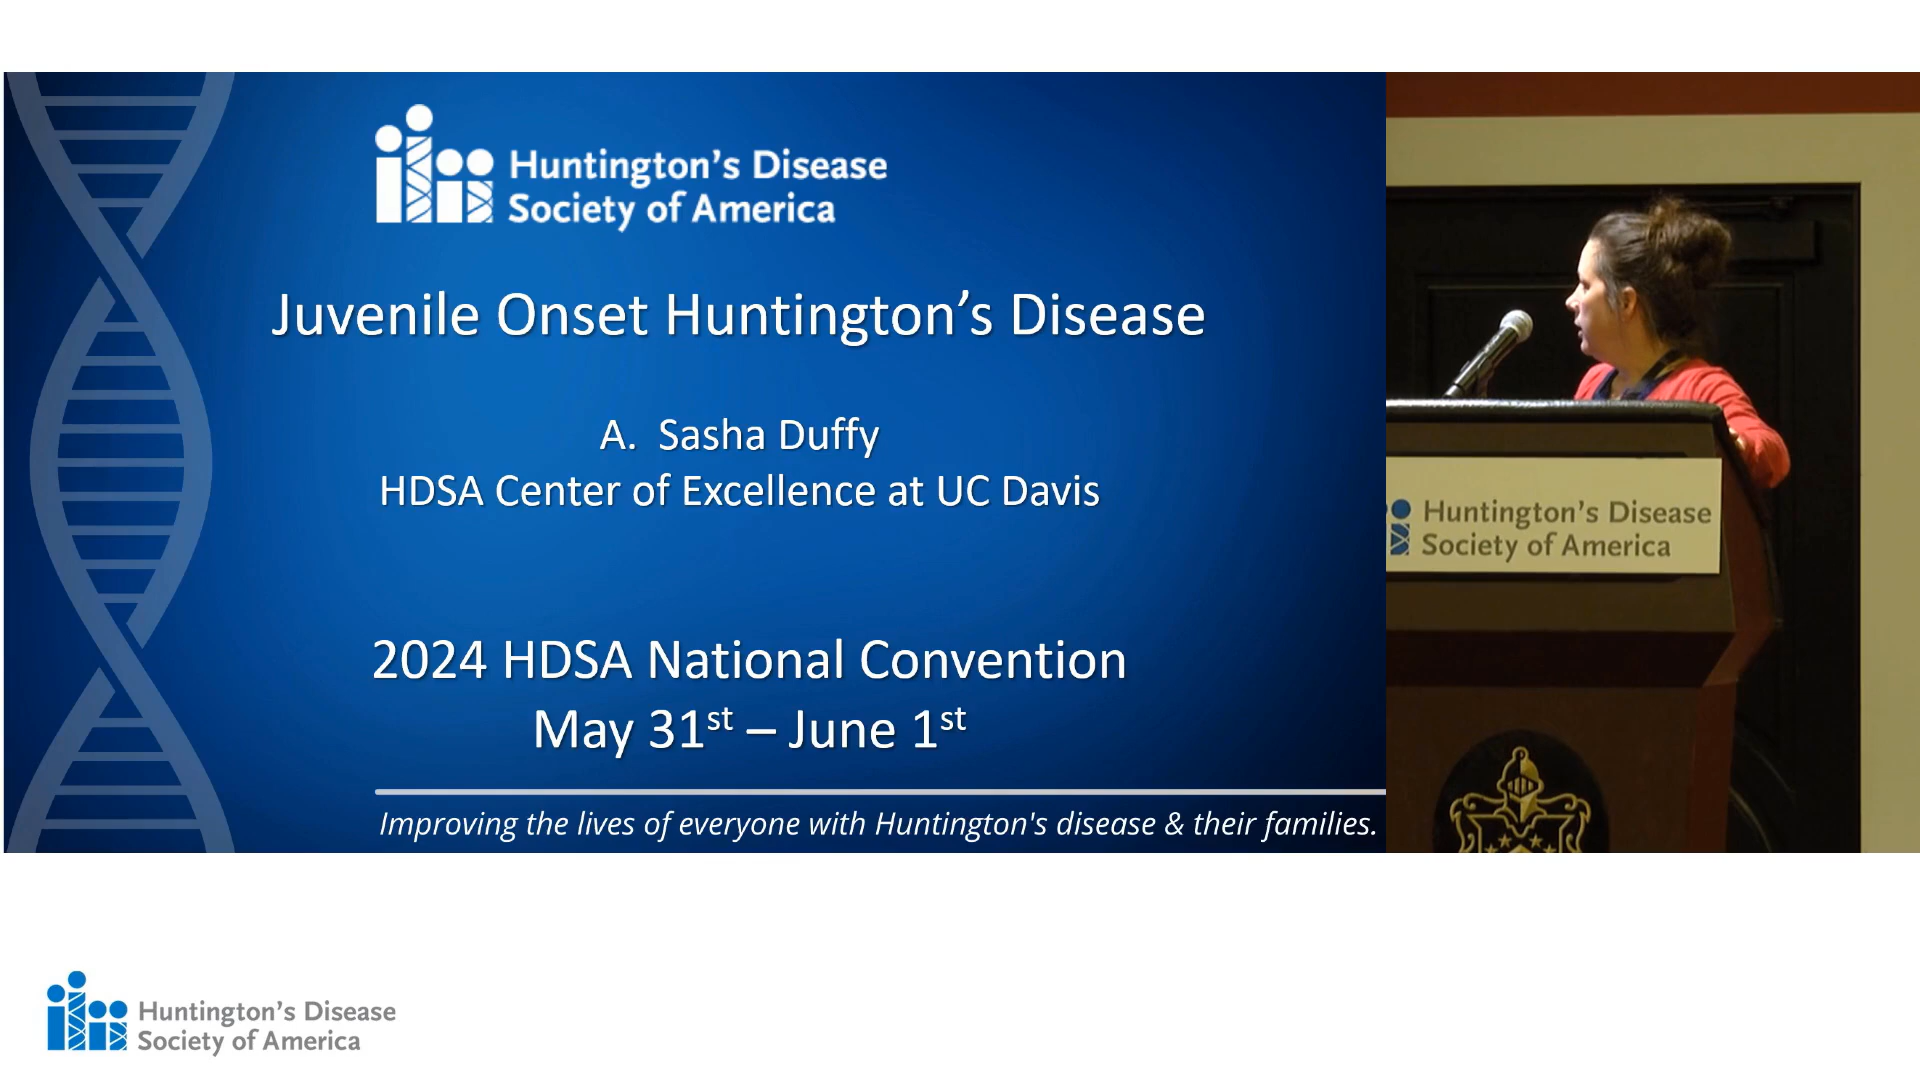 Huntington's Disease
Society of America
Juvenile Onset Huntington's Disease
A.  Sasha Duffy
HDSA Center of Excellence at UC Davis
2024 HDSA National Convention
May 31st – June 1st
Improving the lives of everyone with Huntington's disease & their families.
Huntington's Disease
Society of America
Huntington's Disease
Society of America